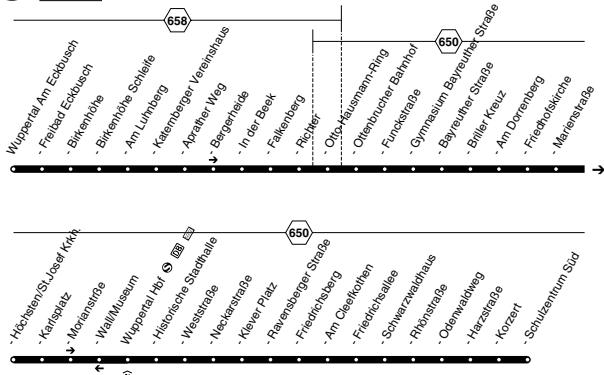 658
650
Wuppertal Am Eckbusch
- Freibad Eckbusch
- Birkenhöhe
- Birkenhöhe Schleife
- Am Luhnberg
- Katernberger Vereinshaus
- Aprather Weg
- Bergerheide
- In der Beek
- Falkenberg
- Richter
- Otto-Hausmann-Ring
- Ottenbrucher Bahnhof
- Funckstraße
- Gymnasium Bayreuther Straße
- Bayreuther Straße
- Briller Kreuz
- Am Dorrenberg
- Friedhofskirche
- Marienstraße
650
- Höchsten/St.Josef Krkh.
- Karlsplatz
- Morianstrße
- Wall/Museum
Wuppertal Hbf S DB
- Historische Stadthalle
- Weststraße
- Neckarstraße
- Klever Platz
- Ravensberger Straße
- Friedrichsberg
- Am Cleefkothen
- Friedrichsallee
- Schwarzwaldhaus
- Rhönstraße
- Odenwaldweg
- Harzstraße
- Korzert
- Schulzentrum Süd